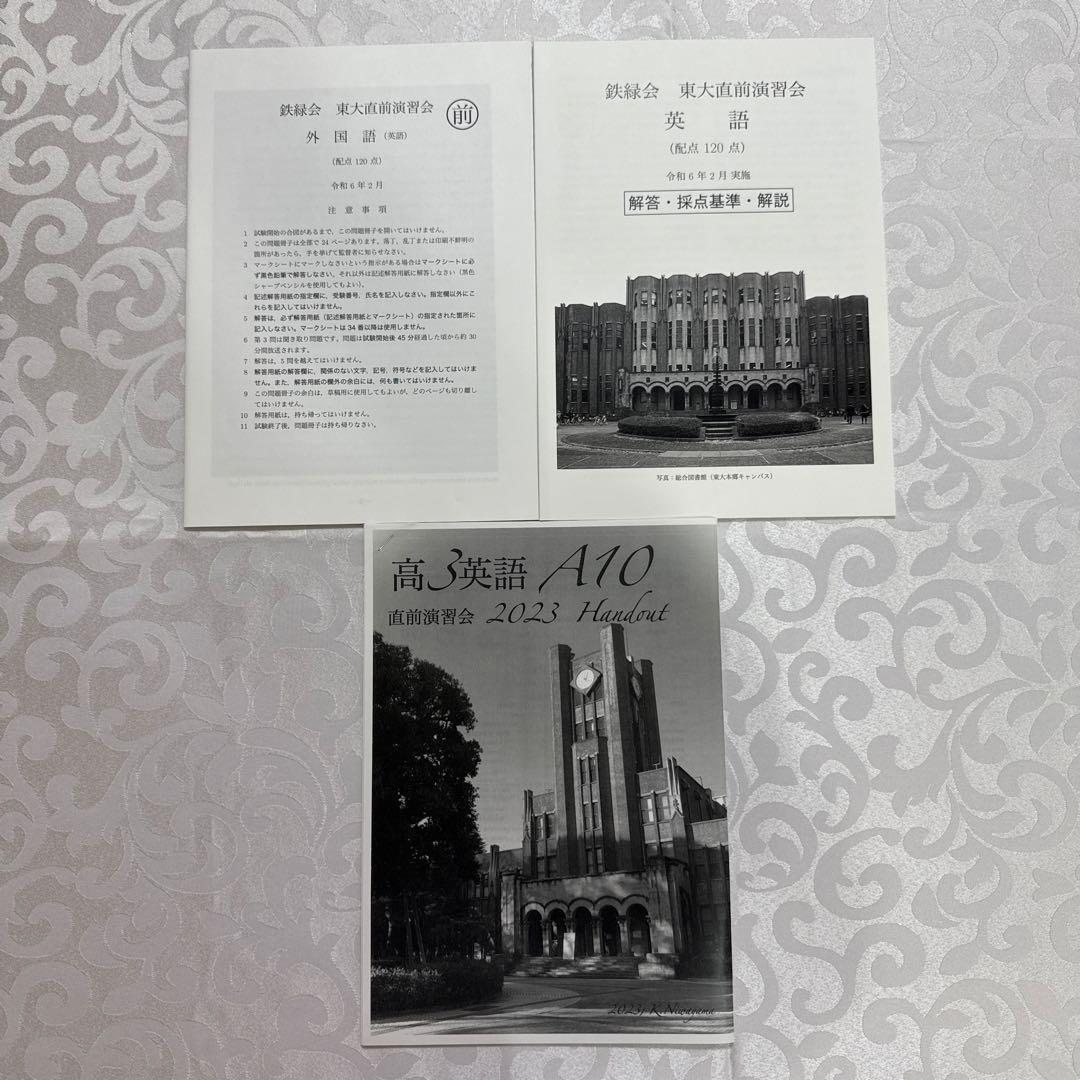 鉄緑会 東大直前演習会
前
外国語(英語)
(配点 120 点)
令和 6 年 2 月
注意事項
1 試験開始の合図があるまで,この問題冊子を開いてはいけません。
2 この問題冊子は全部で 24 ページあります。落丁,乱丁または印刷不鮮明の
箇所があったら,手を挙げて監督者に知らせなさい。
3 マークシートにマークしなさいという指示がある場合はマークシートに必
ず黒色鉛筆で解答しなさい。それ以外は記述解答用紙に解答しなさい(黒色
シャープペンシルを使用してもよい)。
4 記述解答用紙の指定欄に,受験番号,氏名を記入しなさい。指定欄以外にこ
れらを記入してはいけません。
5 解答は,必ず解答用紙(記述解答用紙とマークシート)の指定された箇所に
記入しなさい。マークシートは 34 番以降は使用しません。
6 第 3 問は聞き取り問題です。問題は試験開始後 45 分経過した頃から約 30
分間放送されます。
7 解答は,5 問を越えてはいけません。
8 解答用紙の解答欄に,関係のない文字,記号,符号などを記入してはいけま
せん。また,解答用紙の欄外の余白には,何も書いてはいけません。
9 この問題冊子の余白は,草稿用に使用してもよいが,どのページも切り離し
てはいけません。
10 解答用紙は,持ち帰ってはいけません。
11 試験終了後,問題冊子は持ち帰りなさい。
鉄緑会 東大直前演習会
英語
(配点 120 点)
令和 6 年 2 月 実施
解答・採点基準・解説
写真:総合図書館(東大本郷キャンパス)
高3英語 A10
直前演習会 2023 Handout
2023, K.Niwayama